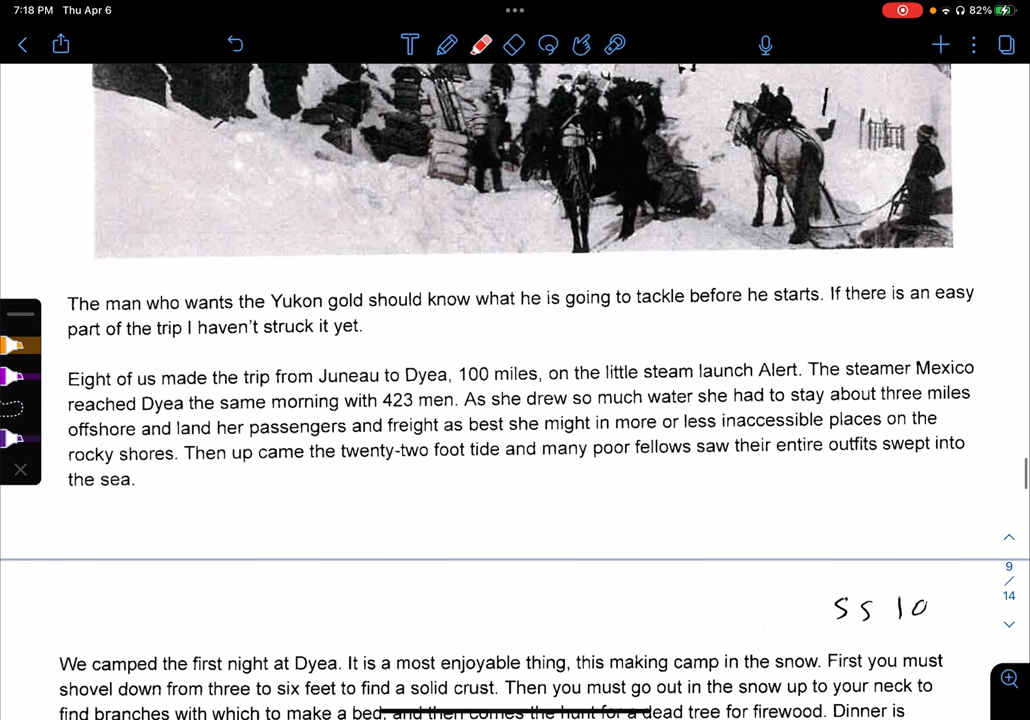 7:18 PM Thu Apr 6
82%
The man who wants the Yukon gold should know what he is going to tackle before he starts. If there is an easy
part of the trip I haven't struck it yet.
Eight of us made the trip from Juneau to Dyea, 100 miles, on the little steam launch Alert. The steamer Mexico
reached Dyea the same morning with 423 men. As she drew so much water she had to stay about three miles
offshore and land her passengers and freight as best she might in more or less inaccessible places on the
rocky shores. Then up came the twenty-two foot tide and many poor fellows saw their entire outfits swept into
the sea.
9
/
14
SS 10
We camped the first night at Dyea. It is a most enjoyable thing, this making camp in the snow. First you must
shovel down from three to six feet to find a solid crust. Then you must go out in the snow up to your neck to
find branches with which to make a bed, and then comes the hunt for a dead tree for firewood. Dinner is